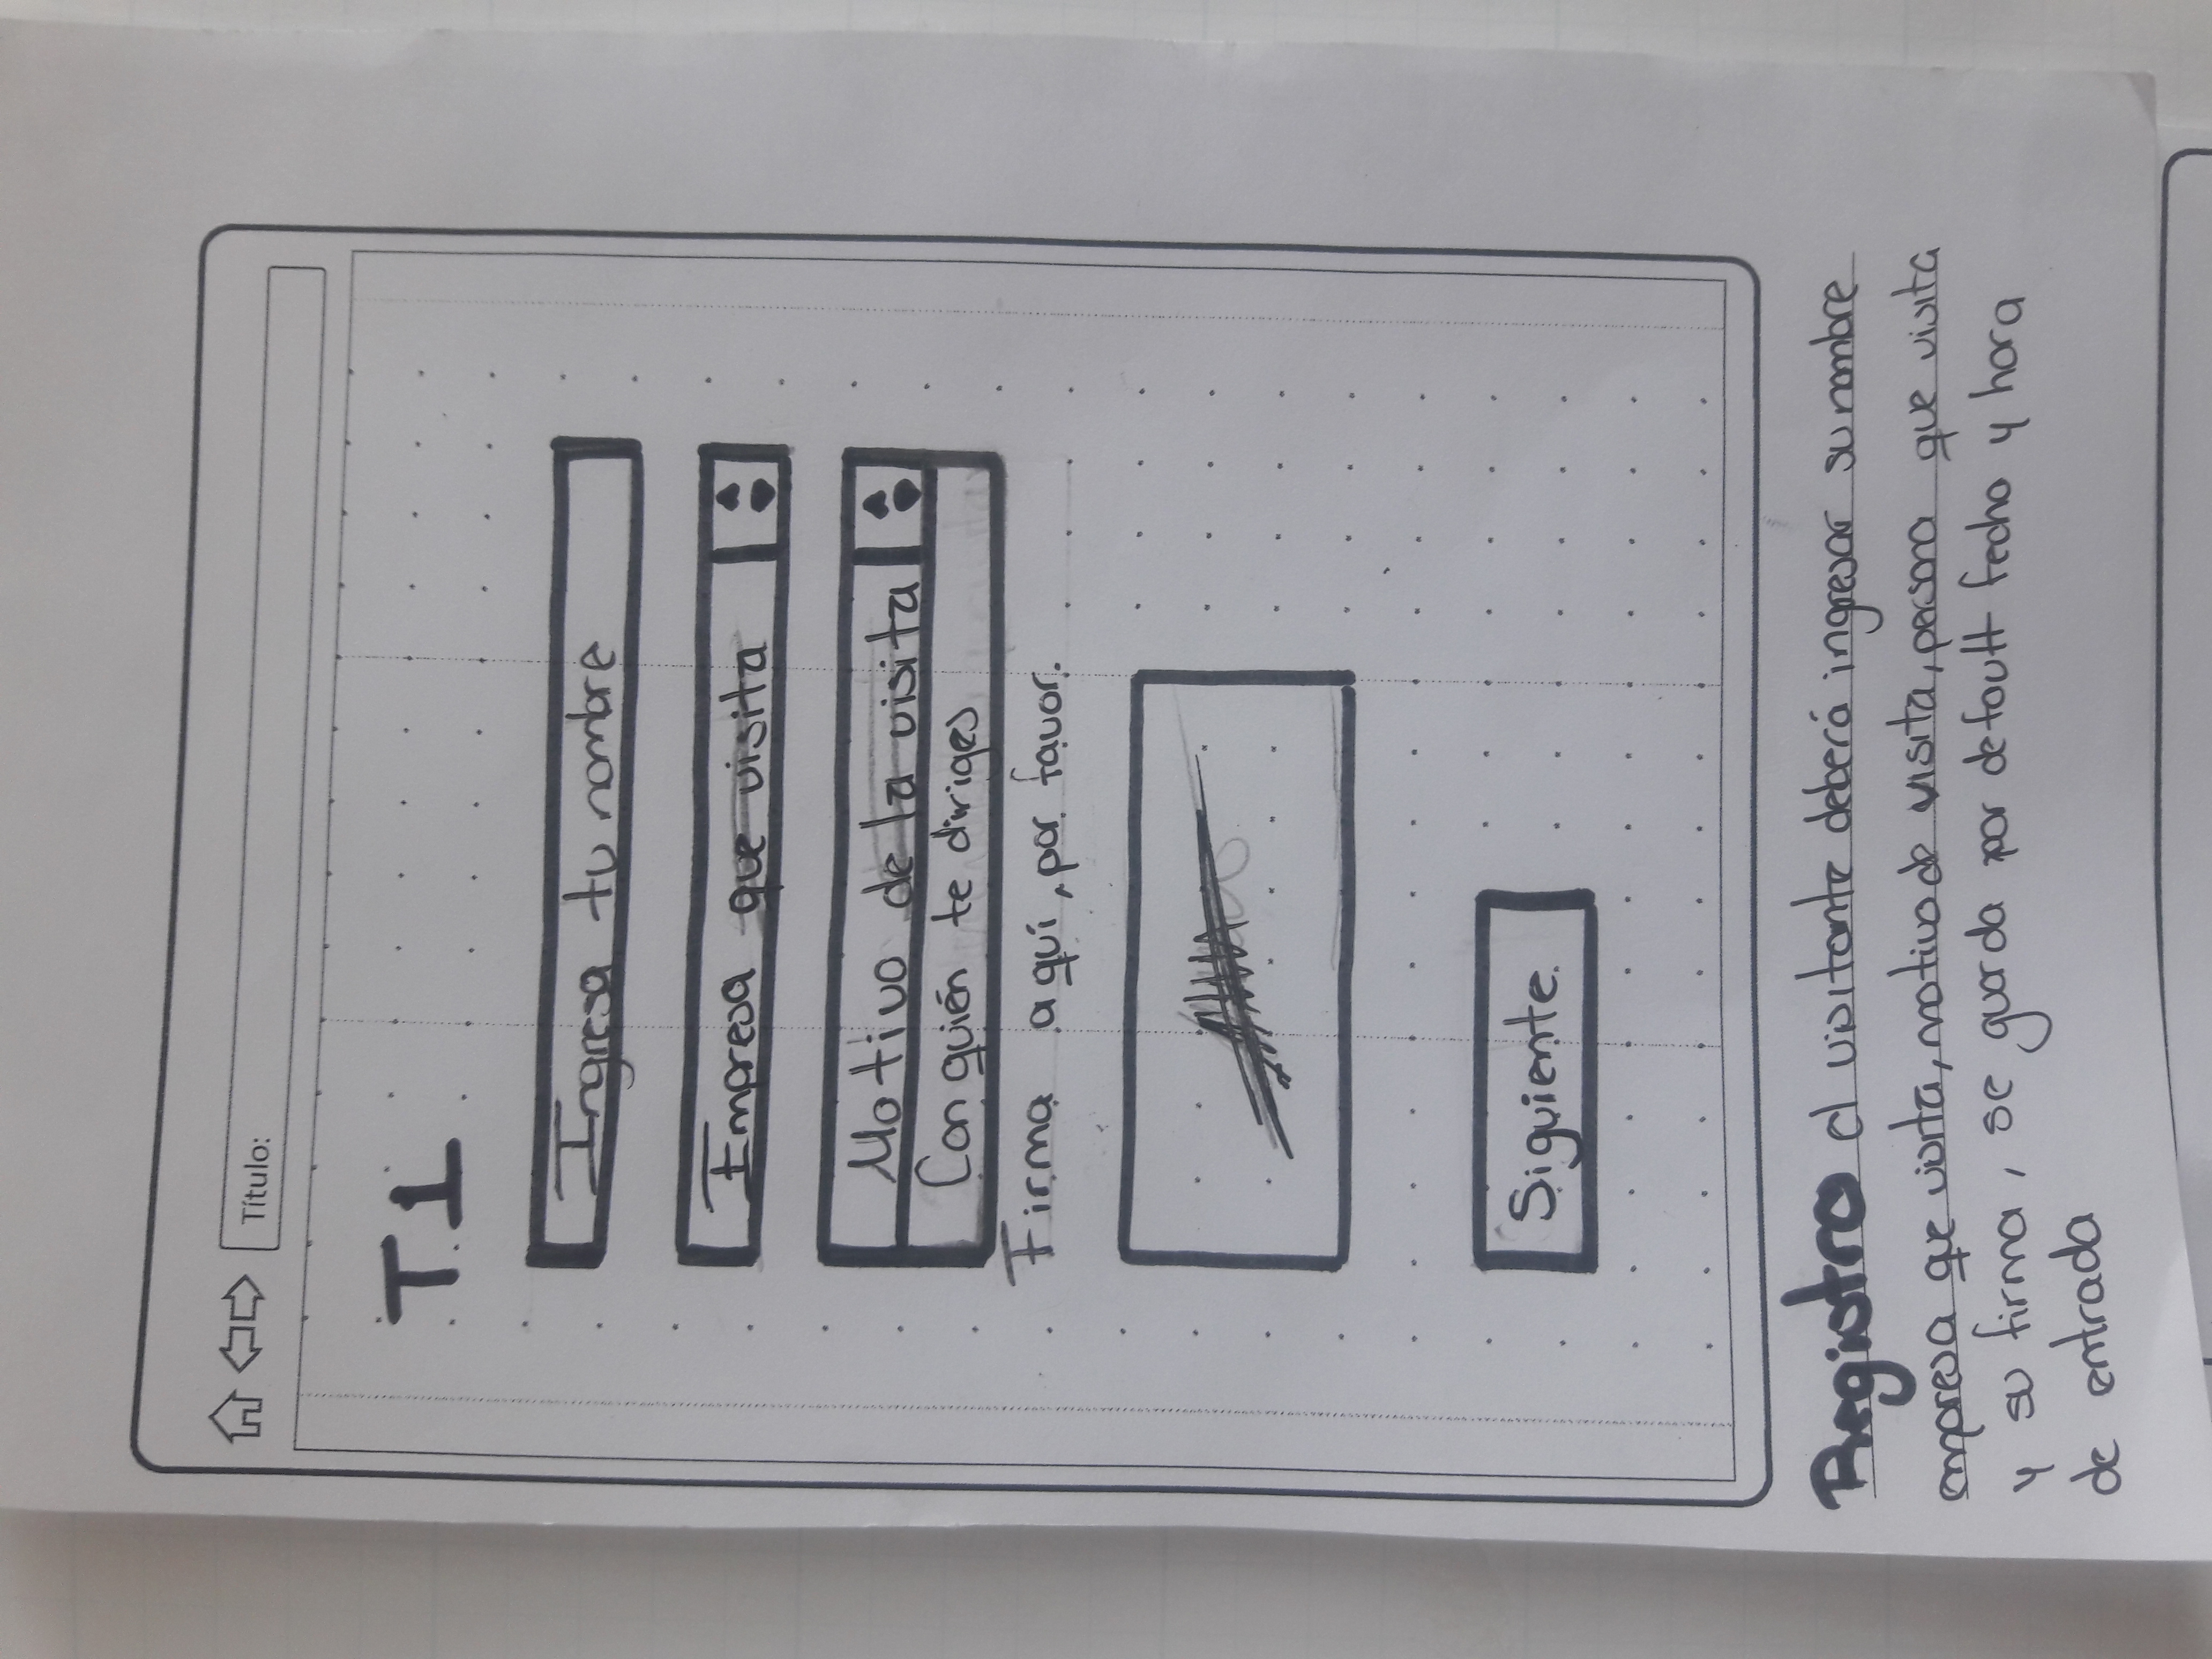 Título:
T1
Ingresa tu nombre
Empresa que visita
Motivo de la visita
Con quién te diriges
Firma aquí, por favor.
Siguiente.
Registro el visitante deberá ingresar su nombre
empresa que visita, motivo de visita, persona que visita
y su firma, se guarda por default fecha y hora
de entrada